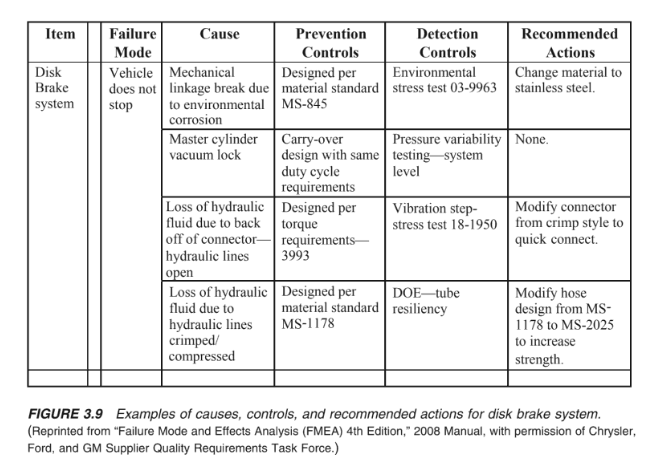 Item
Failure
Mode
Cause
Prevention
Controls
Detection
Controls
Recommended
Actions
Disk
Brake
system
Vehicle
does not
stop
Mechanical
linkage break due
to environmental
corrosion
Designed per
material standard
MS-845
Environmental
stress test 03-9963
Change material to
stainless steel.
Master cylinder
vacuum lock
Carry-over
design with same
duty cycle
requirements
Pressure variability
testing—system
level
None.
Loss of hydraulic
fluid due to back
off of connector—
hydraulic lines
open
Designed per
torque
requirements—
3993
Vibration step-
stress test 18-1950
Modify connector
from crimp style to
quick connect.
Loss of hydraulic
fluid due to
hydraulic lines
crimped/
compressed
Designed per
material standard
MS-1178
DOE—tube
resiliency
Modify hose
design from MS-
1178 to MS-2025
to increase
strength.
FIGURE 3.9 Examples of causes, controls, and recommended actions for disk brake system.
(Reprinted from “Failure Mode and Effects Analysis (FMEA) 4th Edition,” 2008 Manual, with permission of Chrysler,
Ford, and GM Supplier Quality Requirements Task Force.)